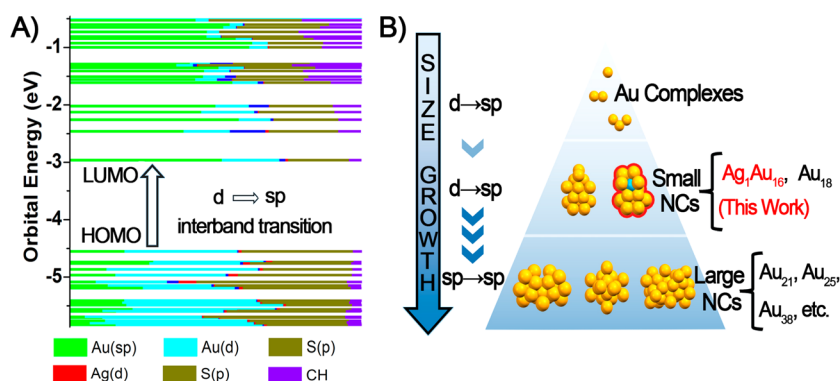 A)
Orbital Energy (eV)
-1
-2
-3
-4
-5
LUMO
HOMO
d ⇨ sp
interband transition
Au(sp)
Au(d)
S(p)
Ag(d)
S(p)
CH
B)
SIZE GROWTH
d→sp
d→sp
sp→sp
Au Complexes
Small NCs
Ag₁Au₁₆, Au₁₈
(This Work)
Large NCs
Au₂₁, Au₂₅,
Au₃₈, etc.